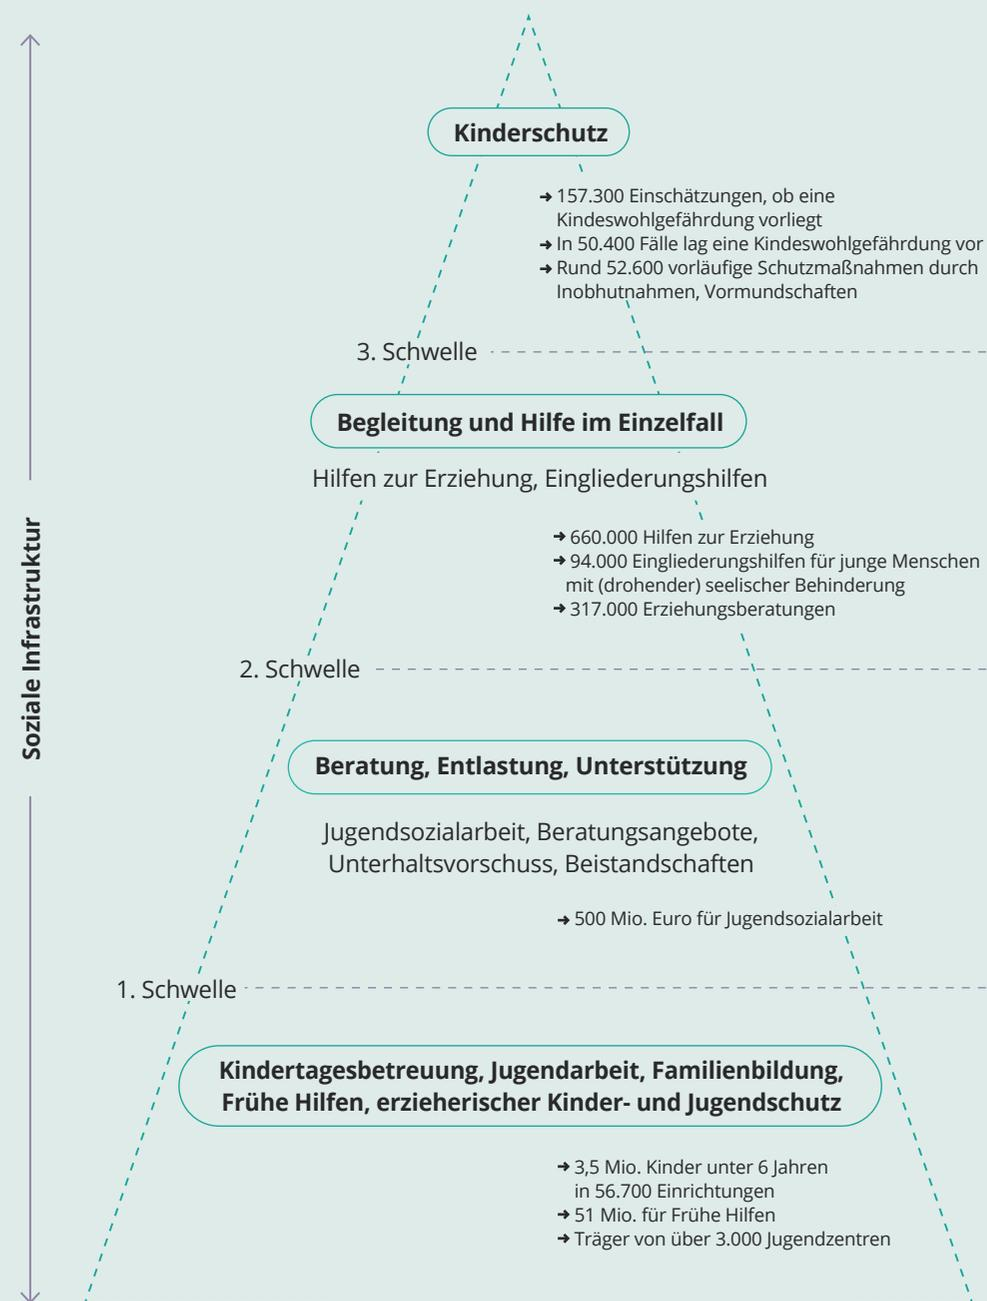 Kinderschutz
➔ 157.300 Einschätzungen, ob eine
Kindeswohlgefährdung vorliegt
➔ In 50.400 Fälle lag eine Kindeswohlgefährdung vor
➔ Rund 52.600 vorläufige Schutzmaßnahmen durch
Inobhutnahmen, Vormundschaften
3. Schwelle
Begleitung und Hilfe im Einzelfall
Hilfen zur Erziehung, Eingliederungshilfen
➔ 660.000 Hilfen zur Erziehung
➔ 94.000 Eingliederungshilfen für junge Menschen
mit (drohender) seelischer Behinderung
➔ 317.000 Erziehungsberatungen
Soziale Infrastruktur
2. Schwelle
Beratung, Entlastung, Unterstützung
Jugendsozialarbeit, Beratungsangebote,
Unterhaltsvorschuss, Beistandschaften
➔ 500 Mio. Euro für Jugendsozialarbeit
1. Schwelle
Kindertagesbetreuung, Jugendarbeit, Familienbildung,
Frühe Hilfen, erzieherischer Kinder- und Jugendschutz
➔ 3,5 Mio. Kinder unter 6 Jahren
in 56.700 Einrichtungen
➔ 51 Mio. für Frühe Hilfen
➔ Träger von über 3.000 Jugendzentren